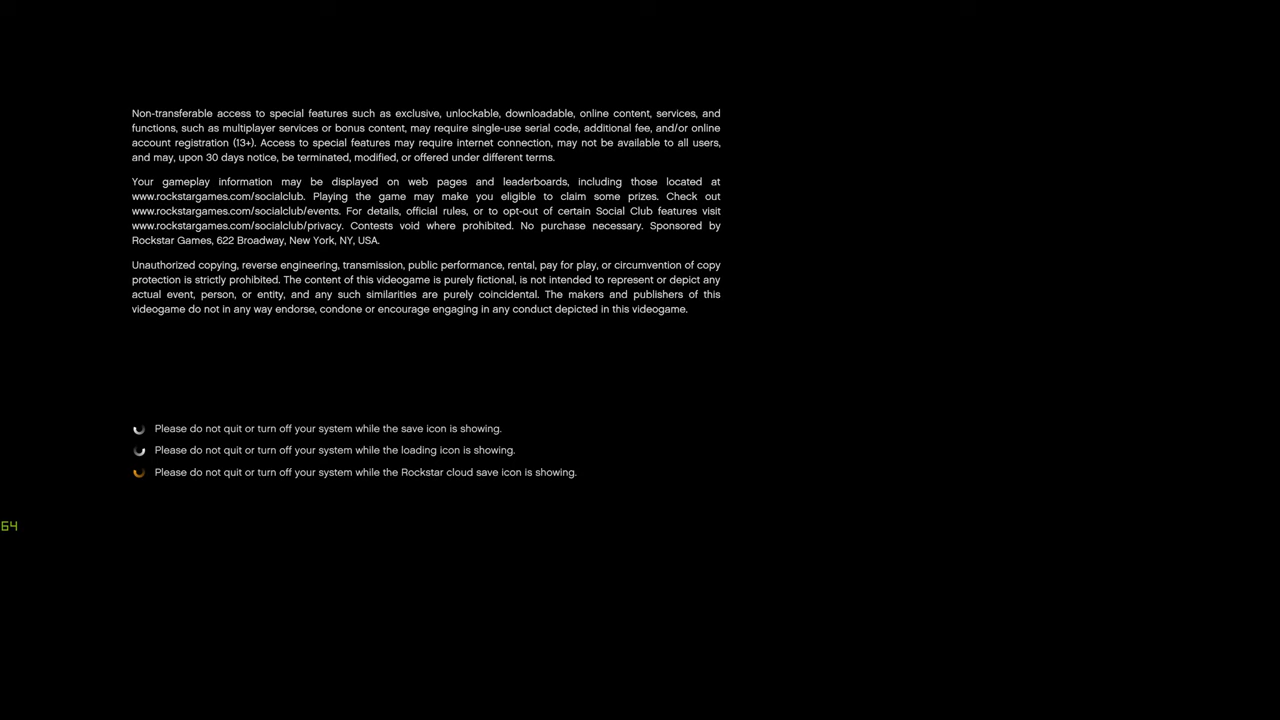 Non-transferable access to special features such as exclusive, unlockable, downloadable, online content, services, and
functions, such as multiplayer services or bonus content, may require single-use serial code, additional fee, and/or online
account registration (13+). Access to special features may require internet connection, may not be available to all users,
and may, upon 30 days notice, be terminated, modified, or offered under different terms.
Your gameplay information may be displayed on web pages and leaderboards, including those located at
www.rockstargames.com/socialclub. Playing the game may make you eligible to claim some prizes. Check out
www.rockstargames.com/socialclub/events. For details, official rules, or to opt-out of certain Social Club features visit
www.rockstargames.com/socialclub/privacy. Contests void where prohibited. No purchase necessary. Sponsored by
Rockstar Games, 622 Broadway, New York, NY, USA.
Unauthorized copying, reverse engineering, transmission, public performance, rental, pay for play, or circumvention of copy
protection is strictly prohibited. The content of this videogame is purely fictional, is not intended to represent or depict any
actual event, person, or entity, and any such similarities are purely coincidental. The makers and publishers of this
videogame do not in any way endorse, condone or encourage engaging in any conduct depicted in this videogame.
Please do not quit or turn off your system while the save icon is showing.
Please do not quit or turn off your system while the loading icon is showing.
Please do not quit or turn off your system while the Rockstar cloud save icon is showing.
64